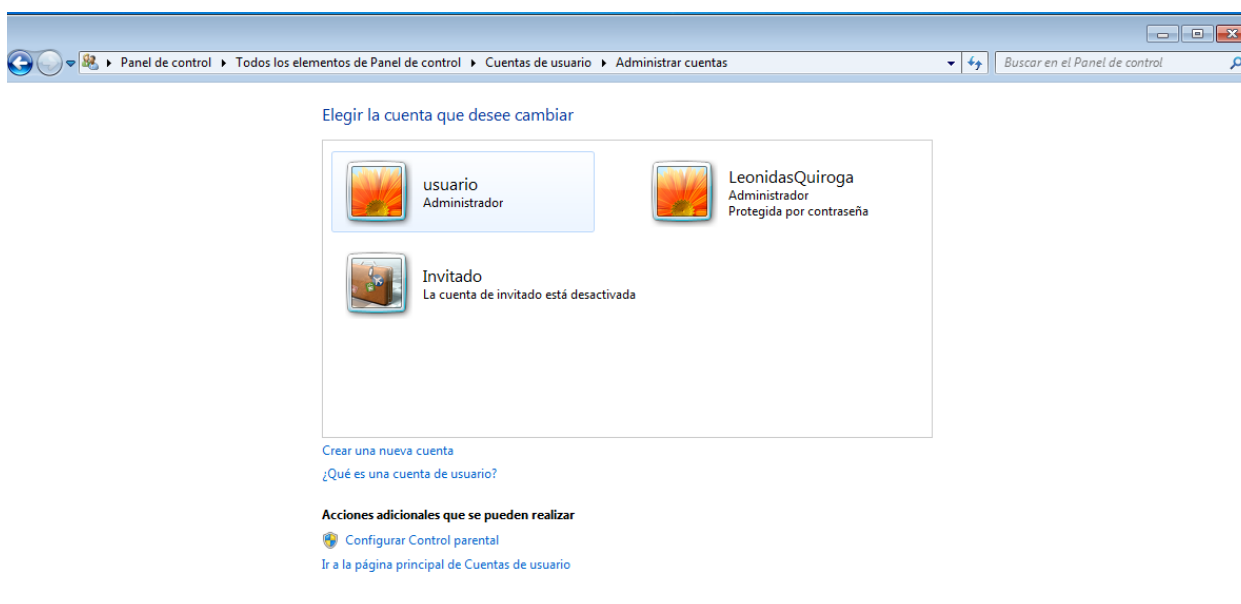 Panel de control ▸ Todos los elementos de Panel de control ▸ Cuentas de usuario ▸ Administrar cuentas
Buscar en el Panel de control
Elegir la cuenta que desee cambiar
usuario
Administrador
LeonidasQuiroga
Administrador
Protegida por contraseña
Invitado
La cuenta de invitado está desactivada
Crear una nueva cuenta
¿Qué es una cuenta de usuario?
Acciones adicionales que se pueden realizar
Configurar Control parental
Ir a la página principal de Cuentas de usuario